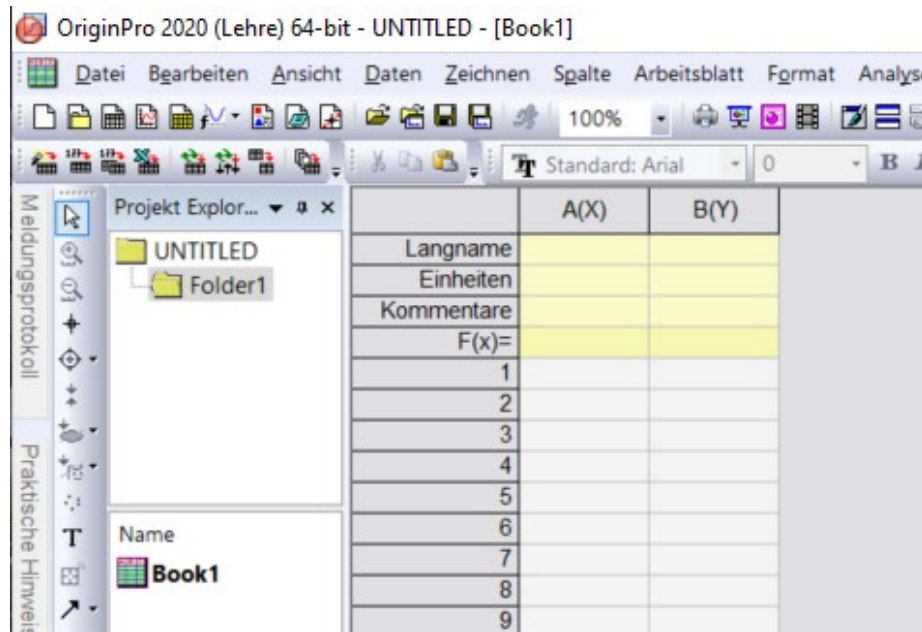 OriginPro 2020 (Lehre) 64-bit - UNTITLED - [Book1]
Datei Bearbeiten Ansicht Daten Zeichnen Spalte Arbeitsblatt Format Analyse
100%
Standard: Arial 0 B I
Meldungsprotokoll
Praktische Hinweis
Projekt Explor...
UNTITLED
Folder1
Name
Book1
A(X) B(Y)
Langname
Einheiten
Kommentare
F(x)=
1
2
3
4
5
6
7
8
9
T